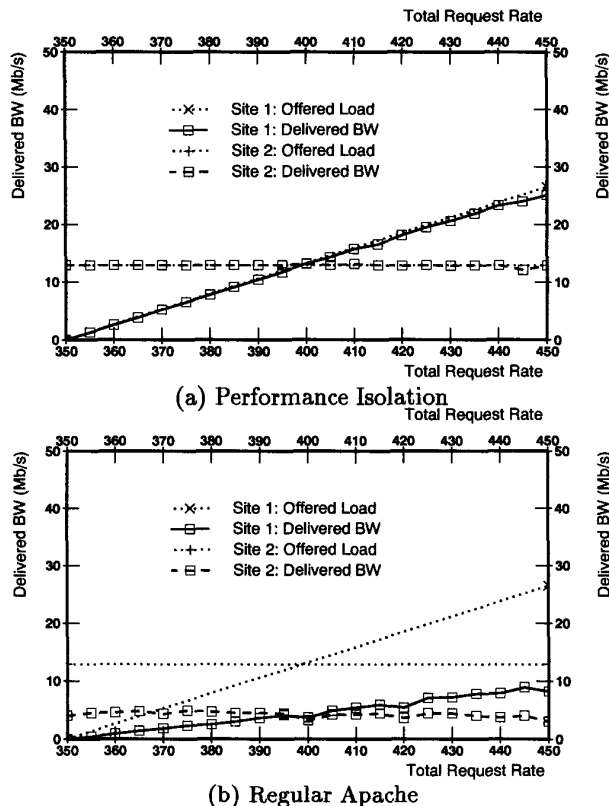 Total Request Rate
350 360 370 380 390 400 410 420 430 440 450
50 50
40 40
30 30
20 20
10 10
0 0
Delivered BW (Mb/s)
Delivered BW (Mb/s)
Site 1: Offered Load
Site 1: Delivered BW
Site 2: Offered Load
Site 2: Delivered BW
350 360 370 380 390 400 410 420 430 440 450
Total Request Rate
(a) Performance Isolation
Total Request Rate
350 360 370 380 390 400 410 420 430 440 450
50 50
40 40
30 30
20 20
10 10
0 0
Delivered BW (Mb/s)
Delivered BW (Mb/s)
Site 1: Offered Load
Site 1: Delivered BW
Site 2: Offered Load
Site 2: Delivered BW
350 360 370 380 390 400 410 420 430 440 450
Total Request Rate
(b) Regular Apache